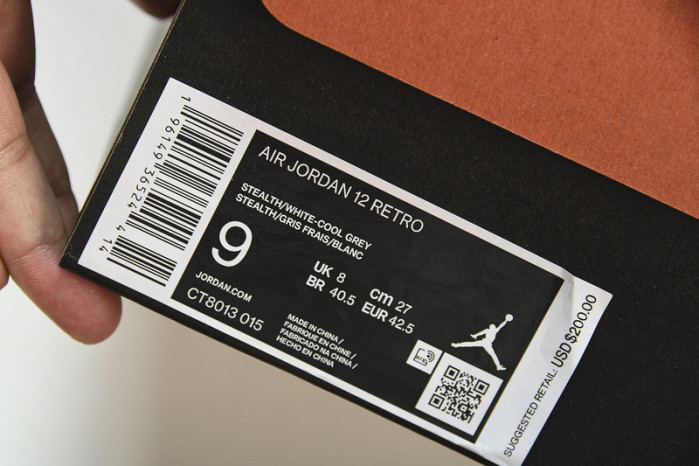 1 96149 36524 4 14
AIR JORDAN 12 RETRO
STEALTH/WHITE-COOL GREY
STEALTH/GRIS FRAIS/BLANC
9
UK 8 cm 27
BR 40.5 EUR 42.5
JORDAN.COM
CT8013 015
MADE IN CHINA /
FABRIQUE EN CHINE /
FABRICADO NA CHINA /
HECHO EN CHINA
SUGGESTED RETAIL: USD $200.00